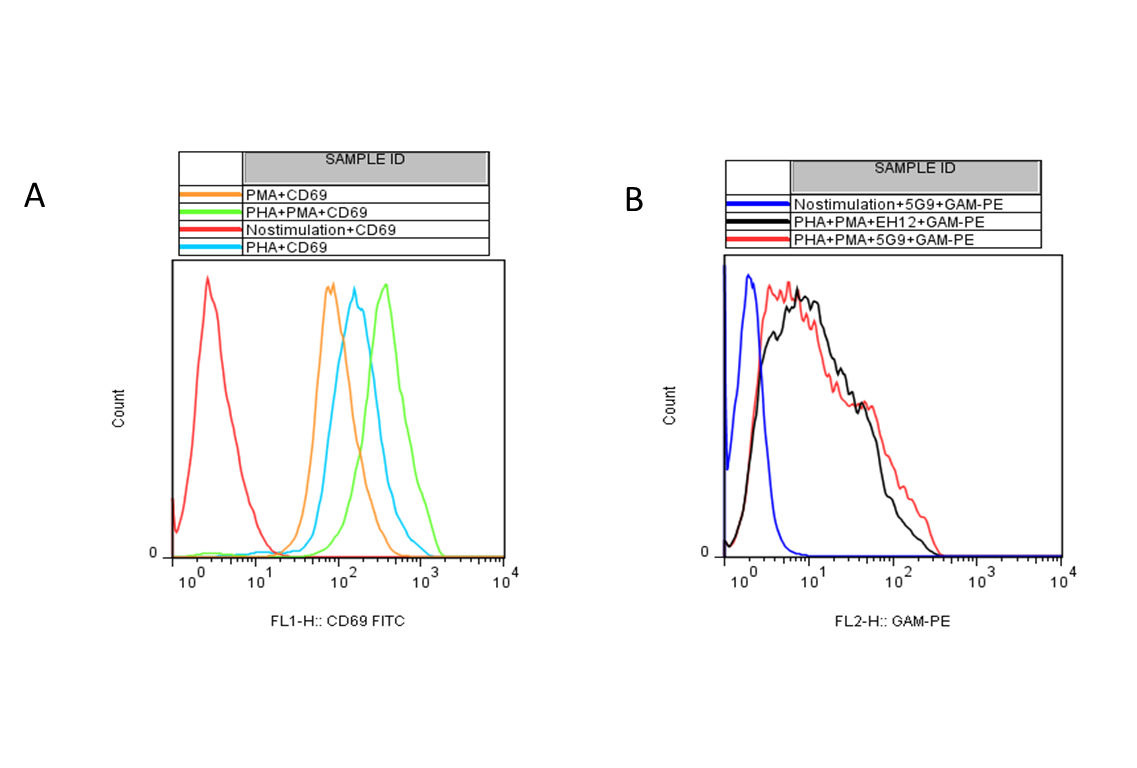 A
SAMPLE ID
PMA+CD69
PHA+PMA+CD69
Nostimulation+CD69
PHA+CD69
Count
0
10^0 10^1 10^2 10^3 10^4
FL1-H:: CD69 FITC
B
SAMPLE ID
Nostimulation+5G9+GAM-PE
PHA+PMA+EH12+GAM-PE
PHA+PMA+5G9+GAM-PE
Count
0
10^0 10^1 10^2 10^3 10^4
FL2-H:: GAM-PE